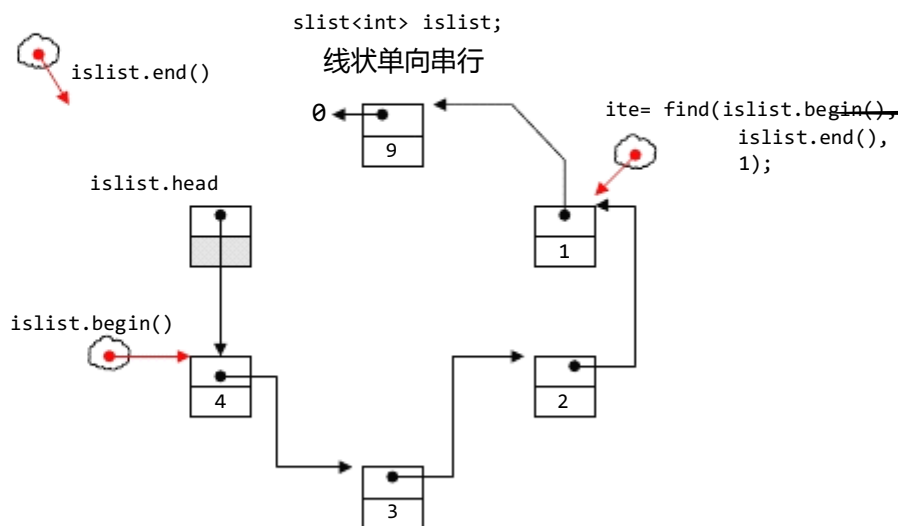 slist<int> islist;
线状单向串行
islist.end()
0
9
ite= find(islist.begin(),
islist.end(),
1);
islist.head
1
islist.begin()
4
2
3